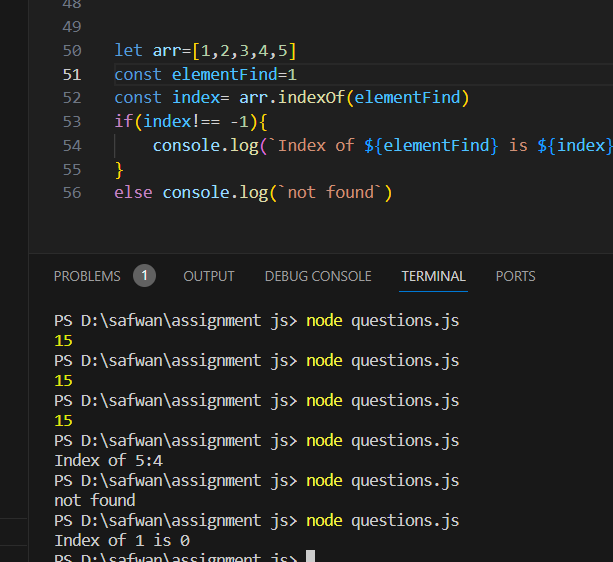 48
49
50 let arr=[1,2,3,4,5]
51 const elementFind=1
52 const index= arr.indexOf(elementFind)
53 if(index!== -1){
54 console.log(`Index of ${elementFind} is ${index}
55 }
56 else console.log(`not found`)
PROBLEMS 1 OUTPUT DEBUG CONSOLE TERMINAL PORTS
PS D:\safwan\assignment js> node questions.js
15
PS D:\safwan\assignment js> node questions.js
15
PS D:\safwan\assignment js> node questions.js
15
PS D:\safwan\assignment js> node questions.js
Index of 5:4
PS D:\safwan\assignment js> node questions.js
not found
PS D:\safwan\assignment js> node questions.js
Index of 1 is 0
PS D:\safwan\assignment js>